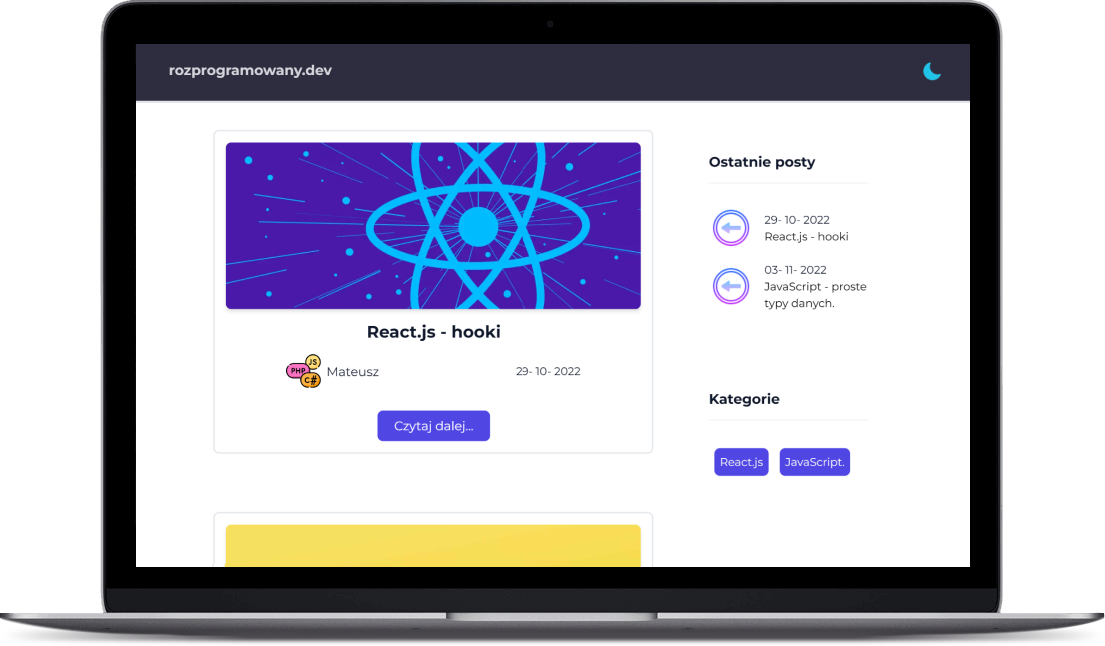 rozprogramowany.dev
React.js - hooki
PHP
JS
C#
Mateusz
29- 10- 2022
Czytaj dalej...
Ostatnie posty
29- 10- 2022
React.js - hooki
03- 11- 2022
JavaScript - proste
typy danych.
Kategorie
React.js
JavaScript.